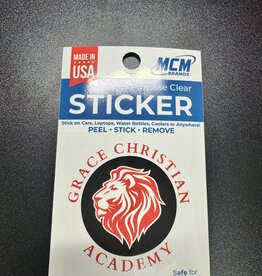 MADE IN
USA
MCM
BRANDS
Purpose Clear
STICKER
Stick on Cars, Laptops, Water Bottles, Coolers or Anywhere!
PEEL • STICK • REMOVE
GRACE CHRISTIAN
ACADEMY
Safe for